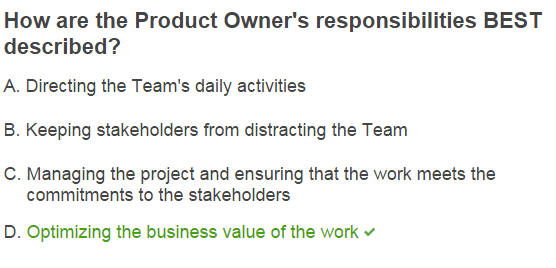 How are the Product Owner's responsibilities BEST
described?
A. Directing the Team's daily activities
B. Keeping stakeholders from distracting the Team
C. Managing the project and ensuring that the work meets the
commitments to the stakeholders
D. Optimizing the business value of the work ✔